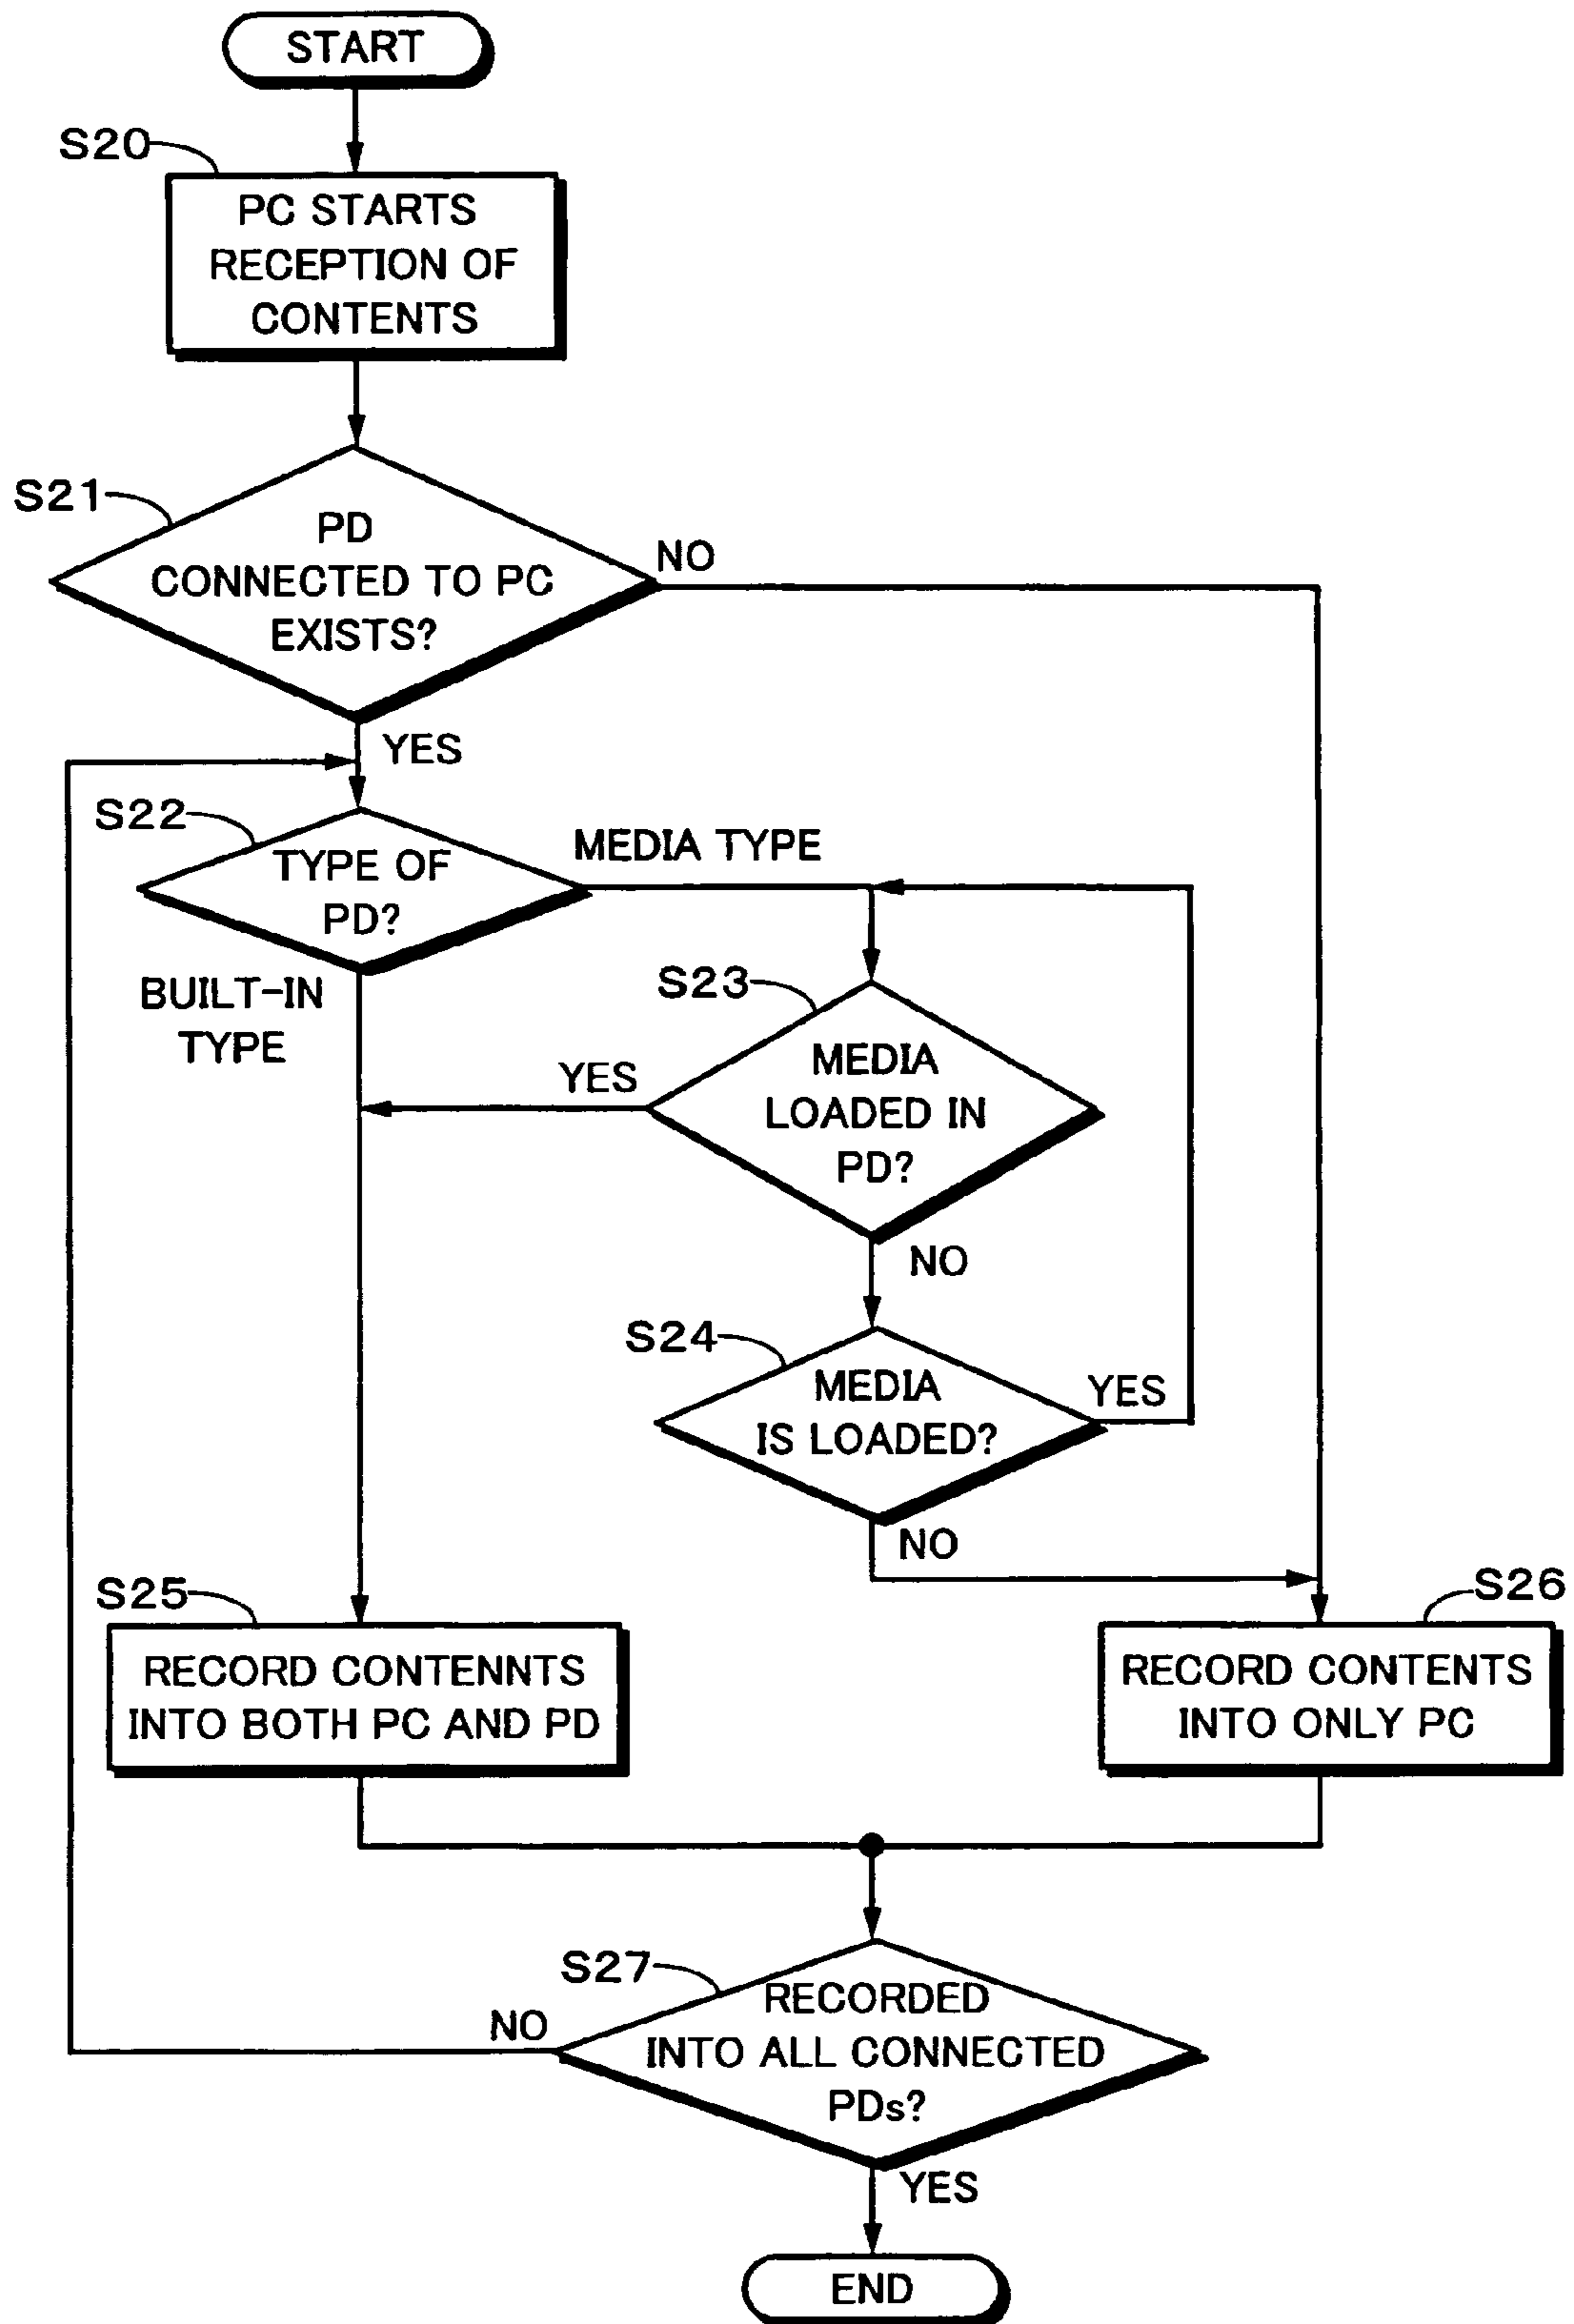 START
S20
PC STARTS
RECEPTION OF
CONTENTS
S21
PD
CONNECTED TO PC
EXISTS?
NO
YES
S22
TYPE OF
PD?
MEDIA TYPE
BUILT-IN
TYPE
S23
MEDIA
LOADED IN
PD?
YES
NO
S24
MEDIA
IS LOADED?
YES
NO
S25
RECORD CONTENNTS
INTO BOTH PC AND PD
S26
RECORD CONTENTS
INTO ONLY PC
S27
RECORDED
INTO ALL CONNECTED
PDs?
NO
YES
END